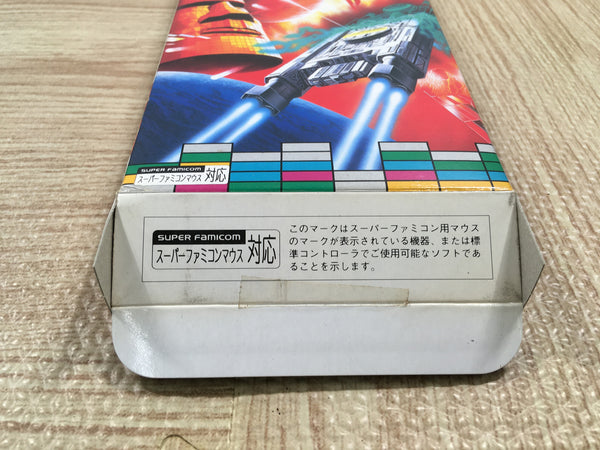 SUPER FAMICOM
スーパーファミコンマウス 対応
SUPER FAMICOM
スーパーファミコンマウス 対応
このマークはスーパーファミコン用マウス
のマークが表示されている機器、または標
準コントローラでご使用可能なソフトであ
ることを示します。